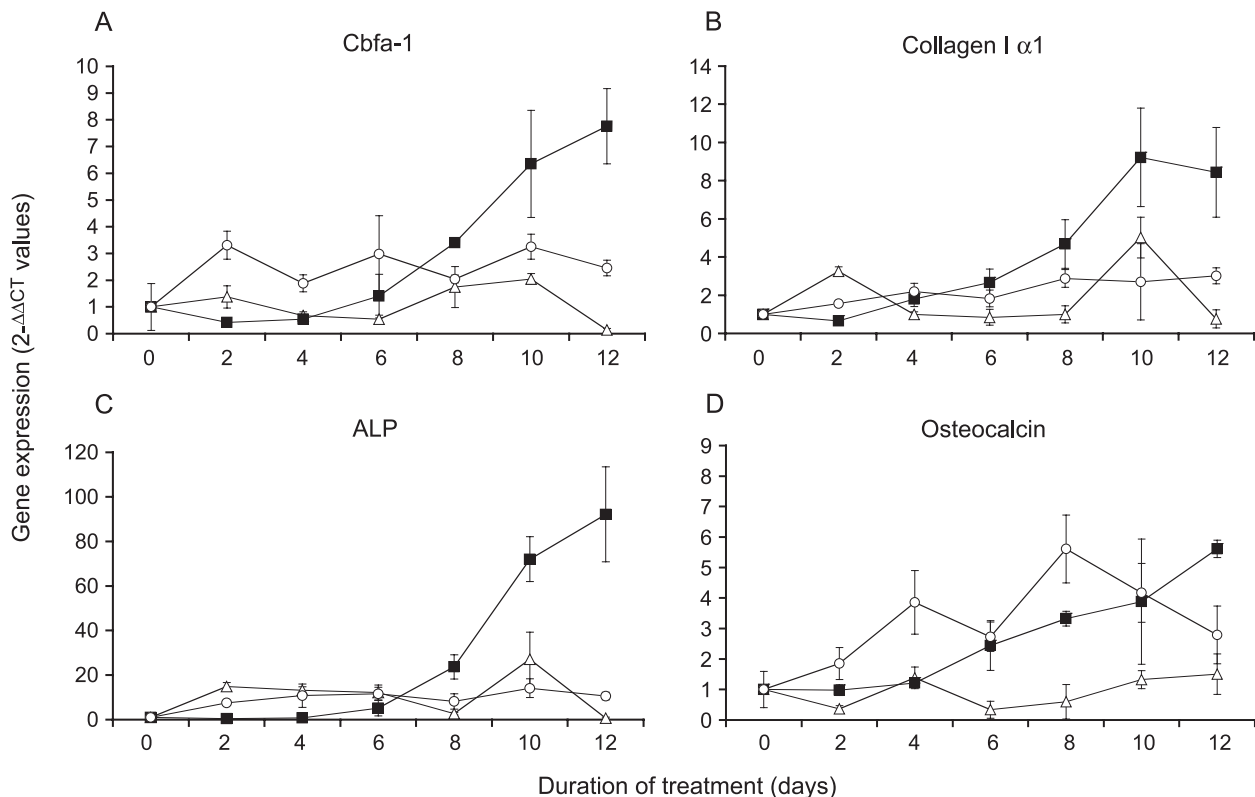 A
Cbfa-1
10
9
8
7
6
5
4
3
2
1
0
0 2 4 6 8 10 12
B
Collagen I α1
14
12
10
8
6
4
2
0
0 2 4 6 8 10 12
C
ALP
120
100
80
60
40
20
0
0 2 4 6 8 10 12
D
Osteocalcin
9
8
7
6
5
4
3
2
1
0
0 2 4 6 8 10 12
Gene expression (2-ΔΔCT values)
Duration of treatment (days)